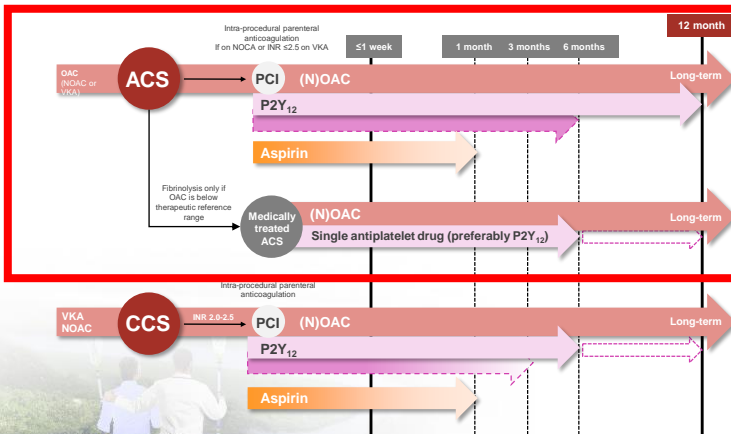 Intra-procedural parenteral
anticoagulation
If on NOCA or INR ≤2.5 on VKA
≤1 week
1 month
3 months
6 months
12 month
OAC
(NOAC or
VKA)
ACS
PCI
(N)OAC
Long-term
P2Y12
Aspirin
Fibrinolysis only if
OAC is below
therapeutic reference
range
Medically
treated
ACS
(N)OAC
Long-term
Single antiplatelet drug (preferably P2Y12)
Intra-procedural parenteral
anticoagulation
VKA
NOAC
CCS
INR 2.0-2.5
PCI
(N)OAC
Long-term
P2Y12
Aspirin